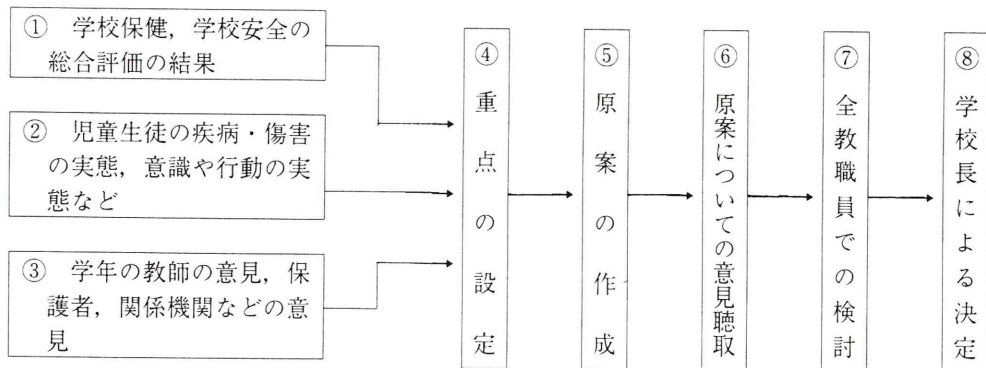 ① 学校保健，学校安全の
総合評価の結果
② 児童生徒の疾病・傷害
の実態，意識や行動の実
態など
③ 学年の教師の意見，保
護者，関係機関などの意
見
④重点の設定
⑤原案の作成
⑥原案についての意見聴取
⑦全教職員での検討
⑧学校長による決定